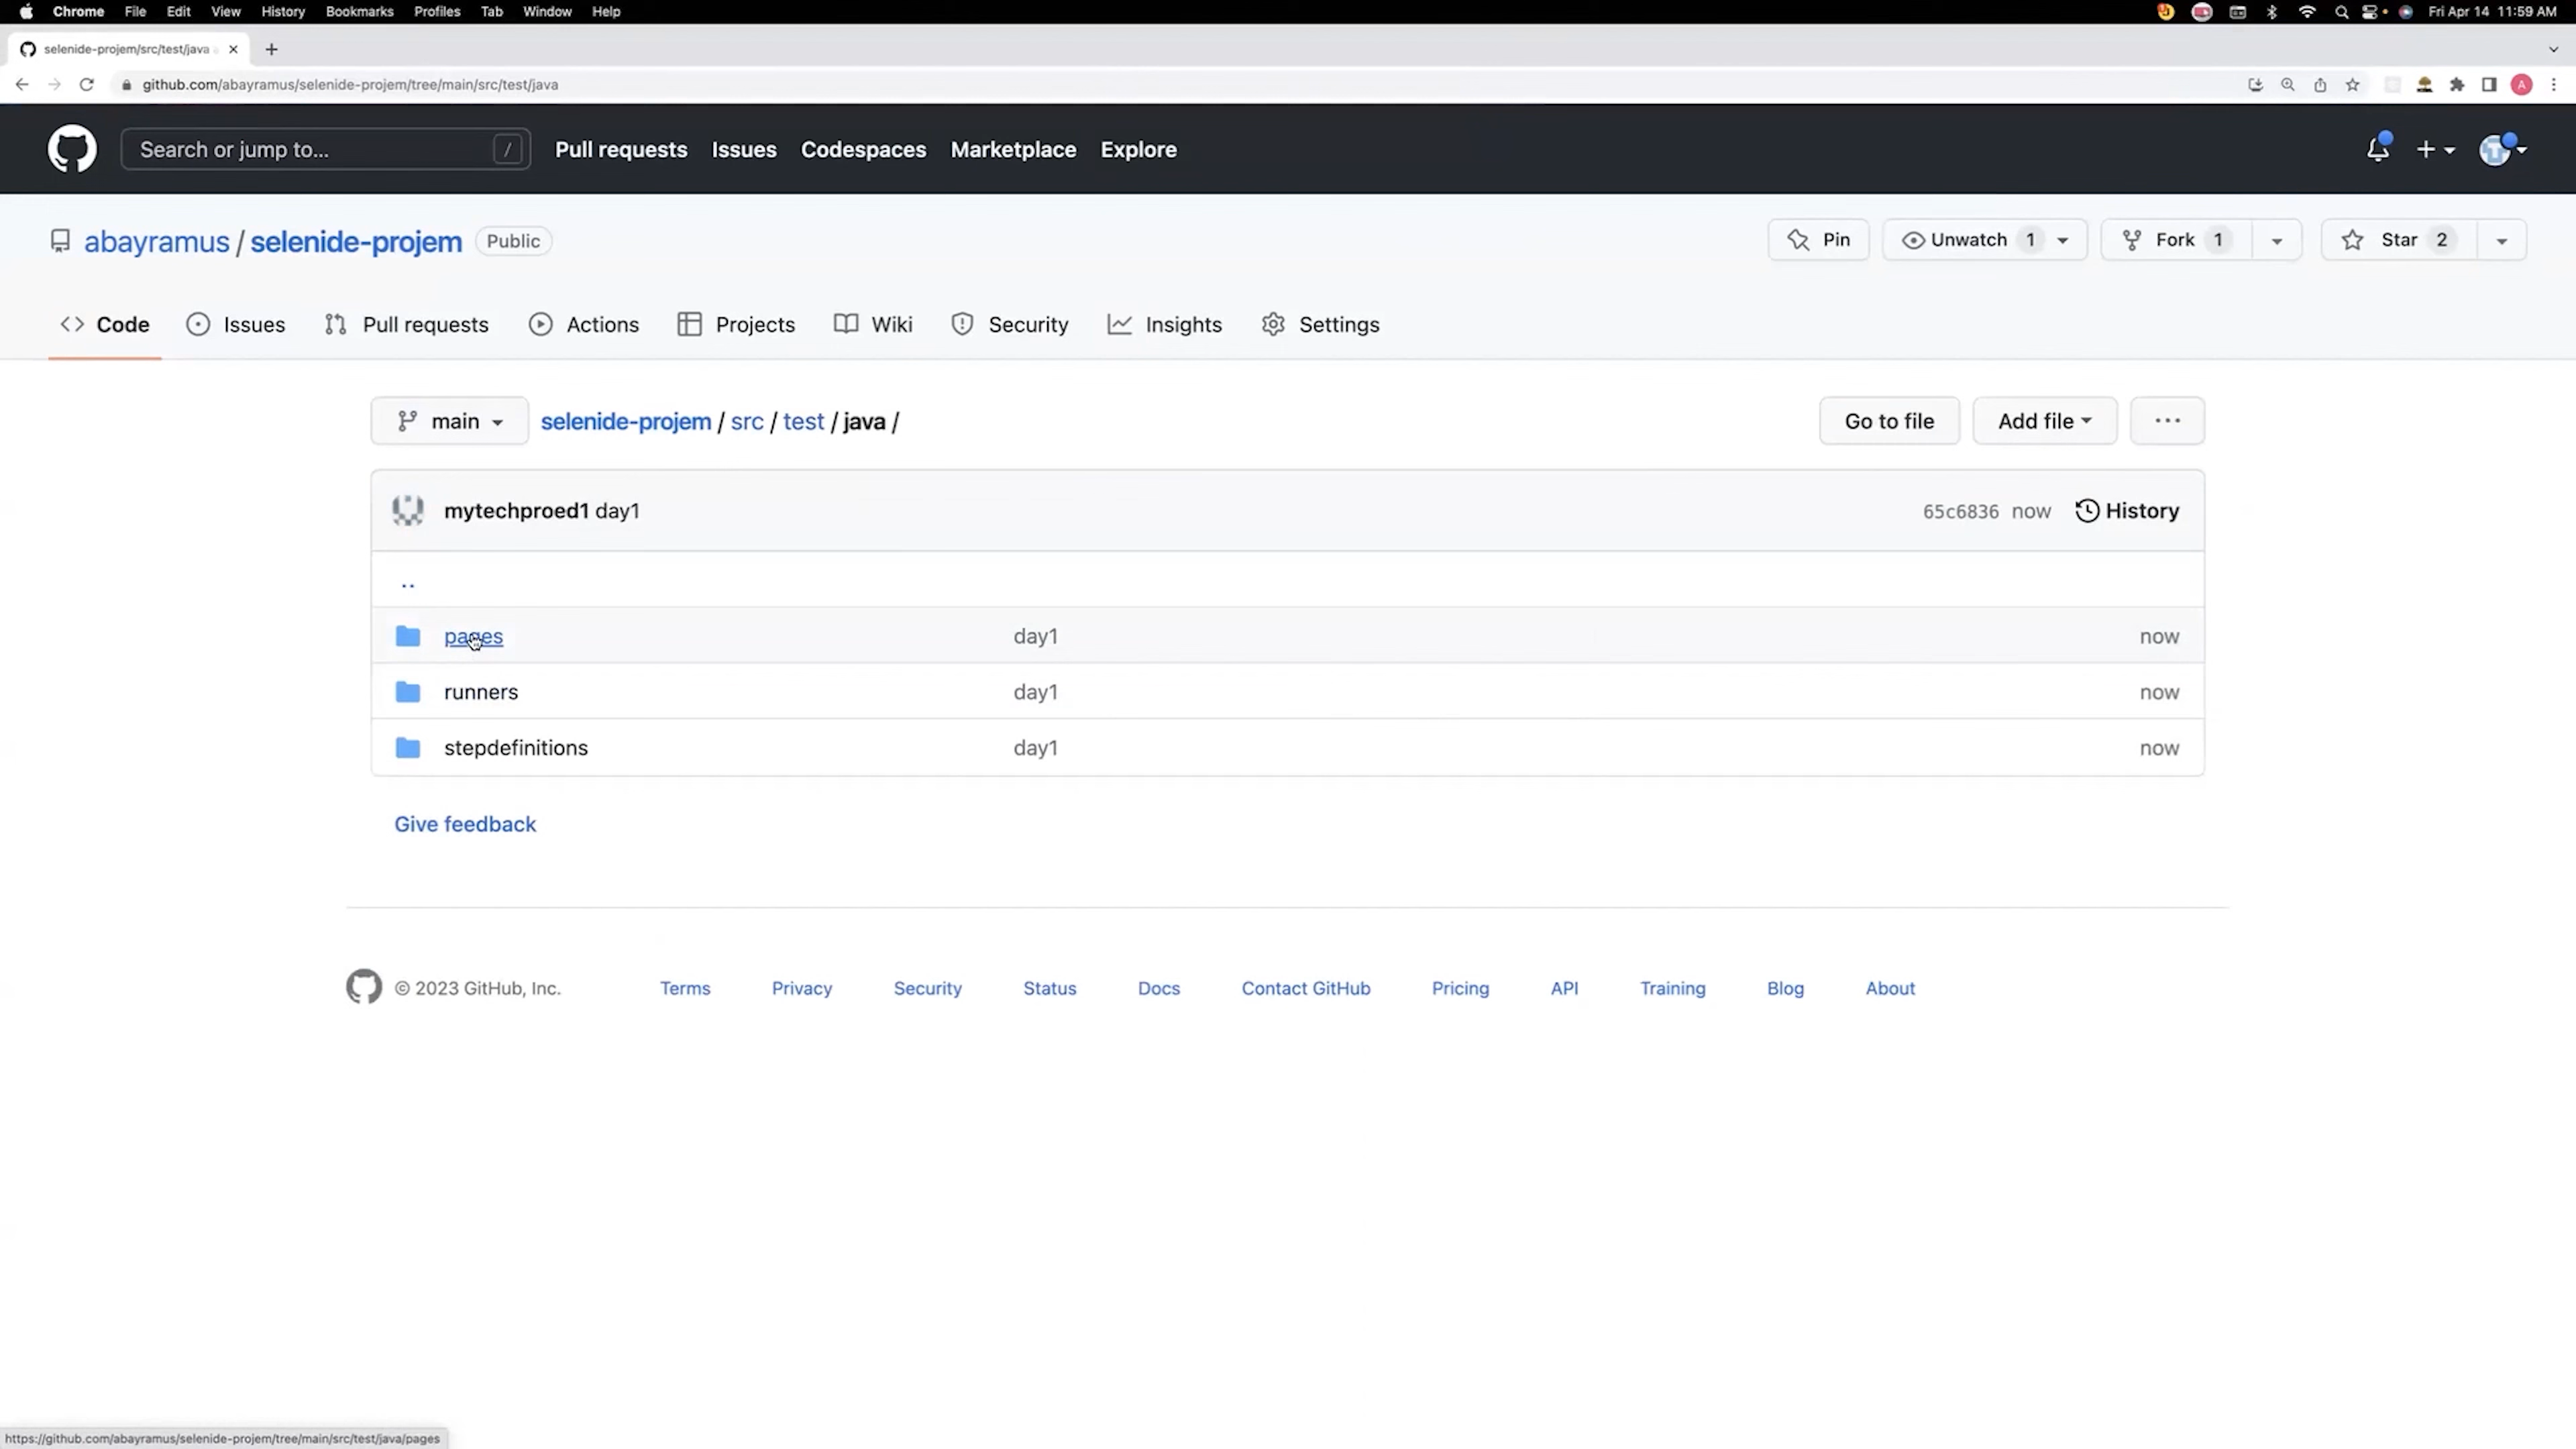 Chrome File Edit View History Bookmarks Profiles Tab Window Help Fri Apr 14 11:59 AM
selenide-projem/src/test/java
github.com/abayramus/selenide-projem/tree/main/src/test/java A
Search or jump to... / Pull requests Issues Codespaces Marketplace Explore
abayramus / selenide-projem Public Pin Unwatch 1 Fork 1 Star 2
Code Issues Pull requests Actions Projects Wiki Security Insights Settings
main selenide-projem / src / test / java / Go to file Add file ...
mytechproed1 day1 65c6836 now History
..
pages day1 now
runners day1 now
stepdefinitions day1 now
Give feedback
© 2023 GitHub, Inc. Terms Privacy Security Status Docs Contact GitHub Pricing API Training Blog About
https://github.com/abayramus/selenide-projem/tree/main/src/test/java/pages